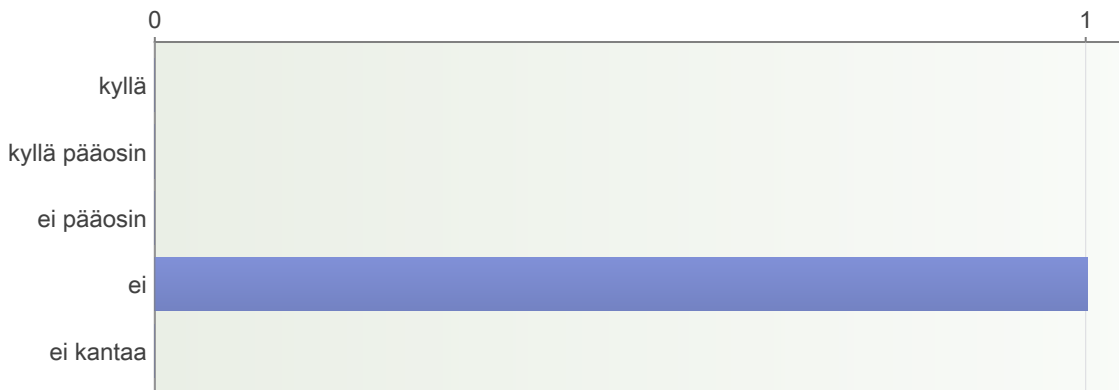 0 1
kyllä
kyllä pääosin
ei pääosin
ei
ei kantaa